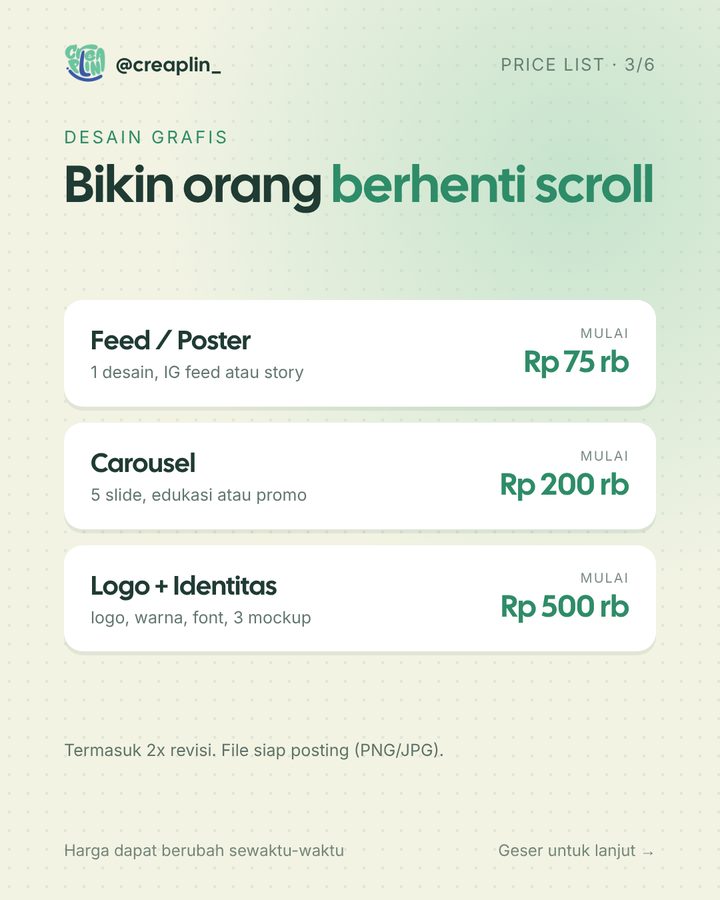 CREA
PLIN
@creaplin_
PRICE LIST · 3/6
DESAIN GRAFIS
Bikin orang berhenti scroll
Feed / Poster
1 desain, IG feed atau story
MULAI
Rp 75 rb
Carousel
5 slide, edukasi atau promo
MULAI
Rp 200 rb
Logo + Identitas
logo, warna, font, 3 mockup
MULAI
Rp 500 rb
Termasuk 2x revisi. File siap posting (PNG/JPG).
Harga dapat berubah sewaktu-waktu
Geser untuk lanjut →